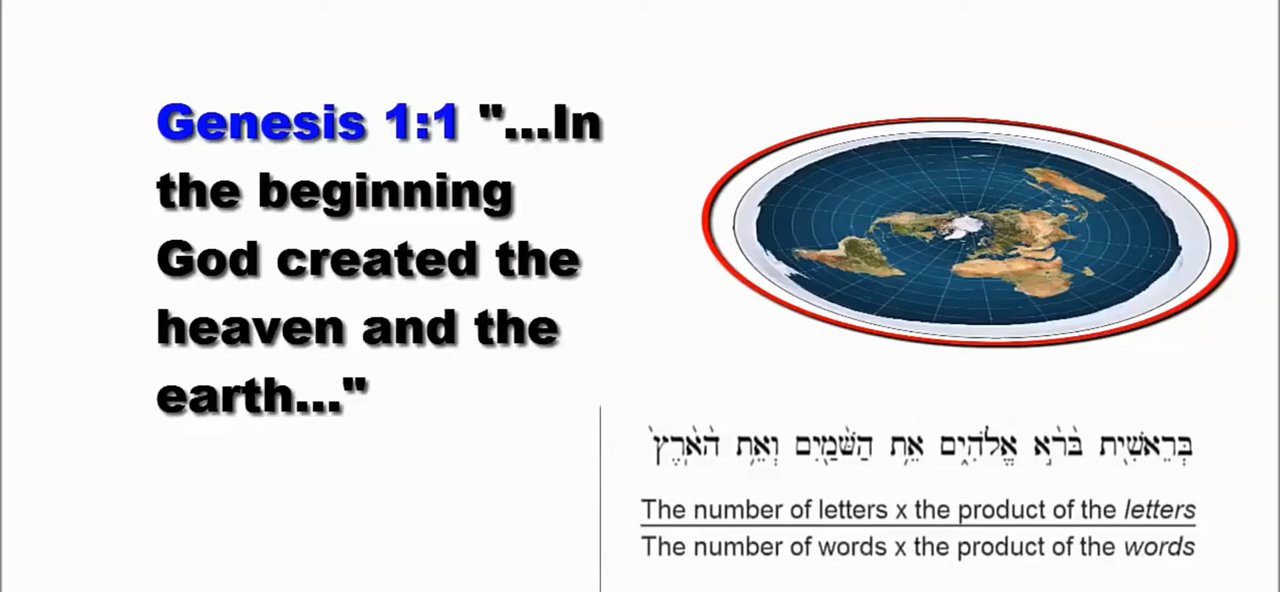 Genesis 1:1 "...In
the beginning
God created the
heaven and the
earth..."
בְּרֵאשִׁ֖ית בָּרָ֣א אֱלֹהִ֑ים אֵ֥ת הַשָּׁמַ֖יִם וְאֵ֥ת הָאָֽרֶץ׃
The number of letters x the product of the letters
The number of words x the product of the words